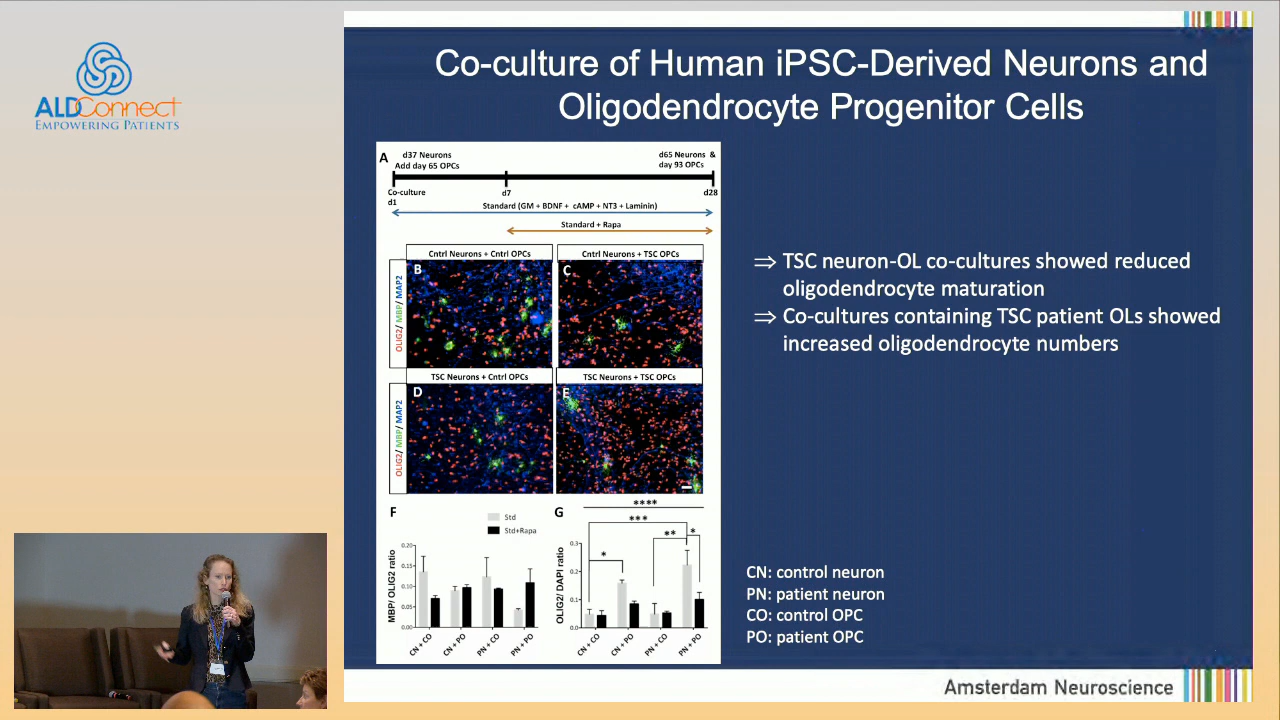 ALDConnect
EMPOWERING PATIENTS
Co-culture of Human iPSC-Derived Neurons and
Oligodendrocyte Progenitor Cells
A
d37 Neurons
Add day 65 OPCs
d65 Neurons &
day 93 OPCs
Co-culture
d1
d7
d28
Standard (GM + BDNF + cAMP + NT3 + Laminin)
Standard + Rapa
Cntrl Neurons + Cntrl OPCs
Cntrl Neurons + TSC OPCs
OLIG2/ MBP/ MAP2
B
C
TSC Neurons + Cntrl OPCs
TSC Neurons + TSC OPCs
OLIG2/ MBP/ MAP2
D
E
F
Std
Std+Rapa
MBP/ OLIG2 ratio
0.20
0.15
0.10
0.05
0.00
CN + CO
CN + PO
PN + CO
PN + PO
G
****
***
**
*
*
OLIG2/ DAPI ratio
0.3
0.2
0.1
0.0
CN + CO
CN + PO
PN + CO
PN + PO
⇒ TSC neuron-OL co-cultures showed reduced
oligodendrocyte maturation
⇒ Co-cultures containing TSC patient OLs showed
increased oligodendrocyte numbers
CN: control neuron
PN: patient neuron
CO: control OPC
PO: patient OPC
Amsterdam Neuroscience